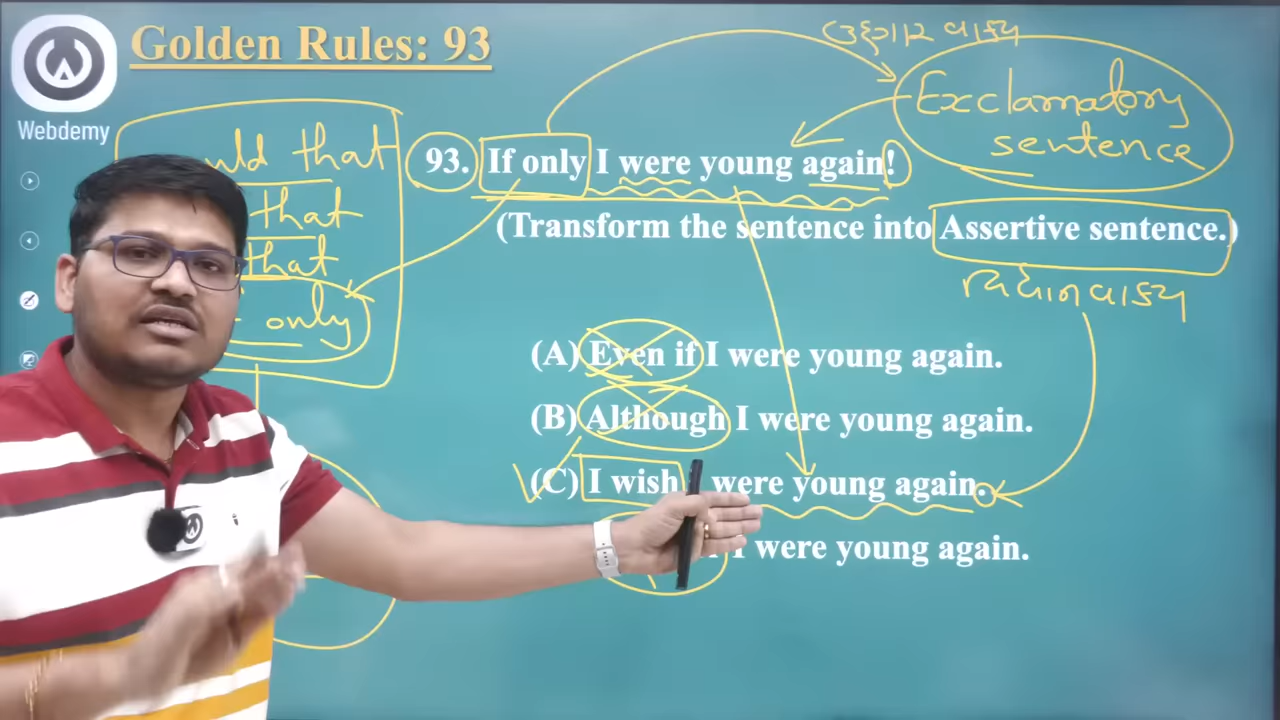 Golden Rules: 93
Webdemy
ઉદ્ગાર વાક્ય
Exclamatory
sentence
that
that
that
only
93. If only I were young again!
(Transform the sentence into Assertive sentence.)
વિધાન વાક્ય
(A) Even if I were young again.
(B) Although I were young again.
(C) I wish were young again.
I were young again.